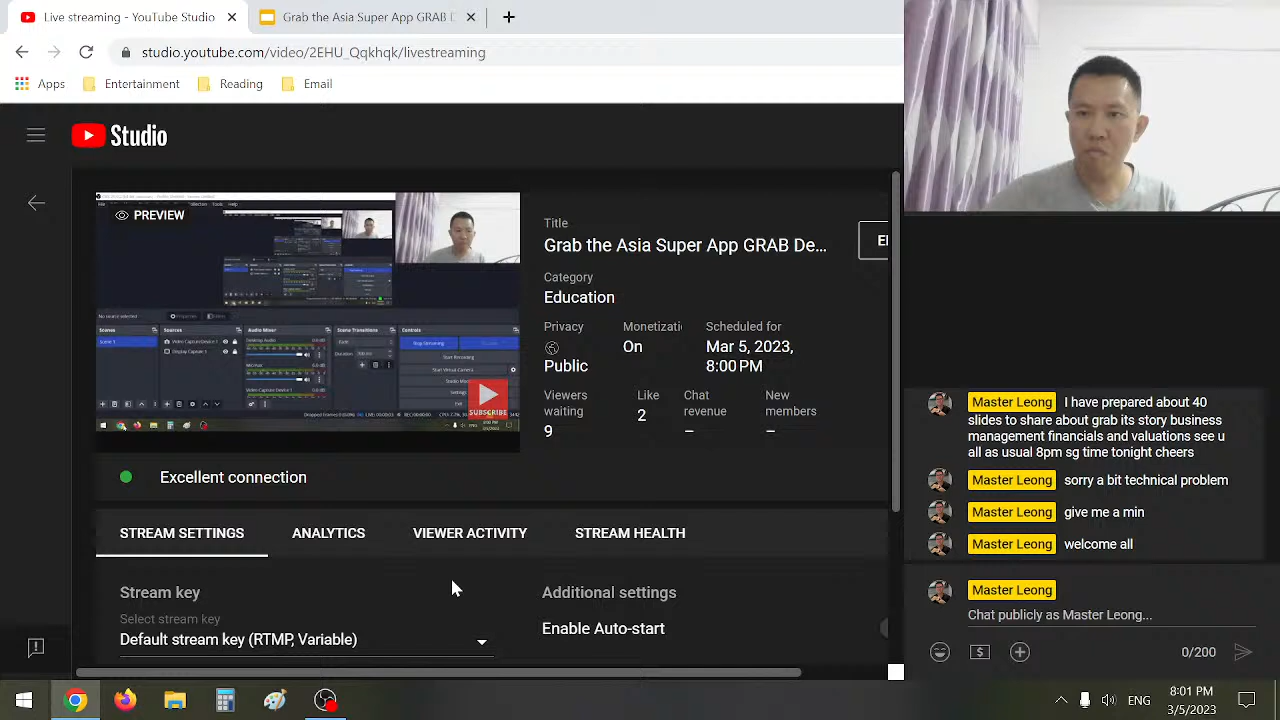 Live streaming - YouTube Studio
Grab the Asia Super App GRAB D
studio.youtube.com/video/2EHU_Qqkhqk/livestreaming
Apps
Entertainment
Reading
Email
Studio
PREVIEW
SUBSCRIBE
Title
Grab the Asia Super App GRAB De...
Category
Education
Privacy
Monetizati
Scheduled for
Public
On
Mar 5, 2023,
8:00 PM
Viewers
waiting
Like
Chat
revenue
New
members
9
2
–
–
Excellent connection
STREAM SETTINGS
ANALYTICS
VIEWER ACTIVITY
STREAM HEALTH
Stream key
Select stream key
Default stream key (RTMP, Variable)
Additional settings
Enable Auto-start
Master Leong I have prepared about 40
slides to share about grab its story business
management financials and valuations see u
all as usual 8pm sg time tonight cheers
Master Leong sorry a bit technical problem
Master Leong give me a min
Master Leong welcome all
Master Leong
Chat publicly as Master Leong...
0/200
ENG
8:01 PM
3/5/2023